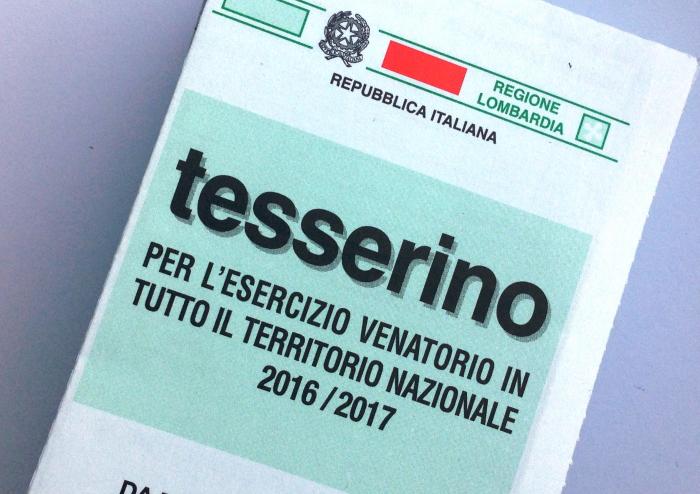 REPUBBLICA ITALIANA
REGIONE
LOMBARDIA
tesserino
PER L'ESERCIZIO VENATORIO IN
TUTTO IL TERRITORIO NAZIONALE
2016/2017